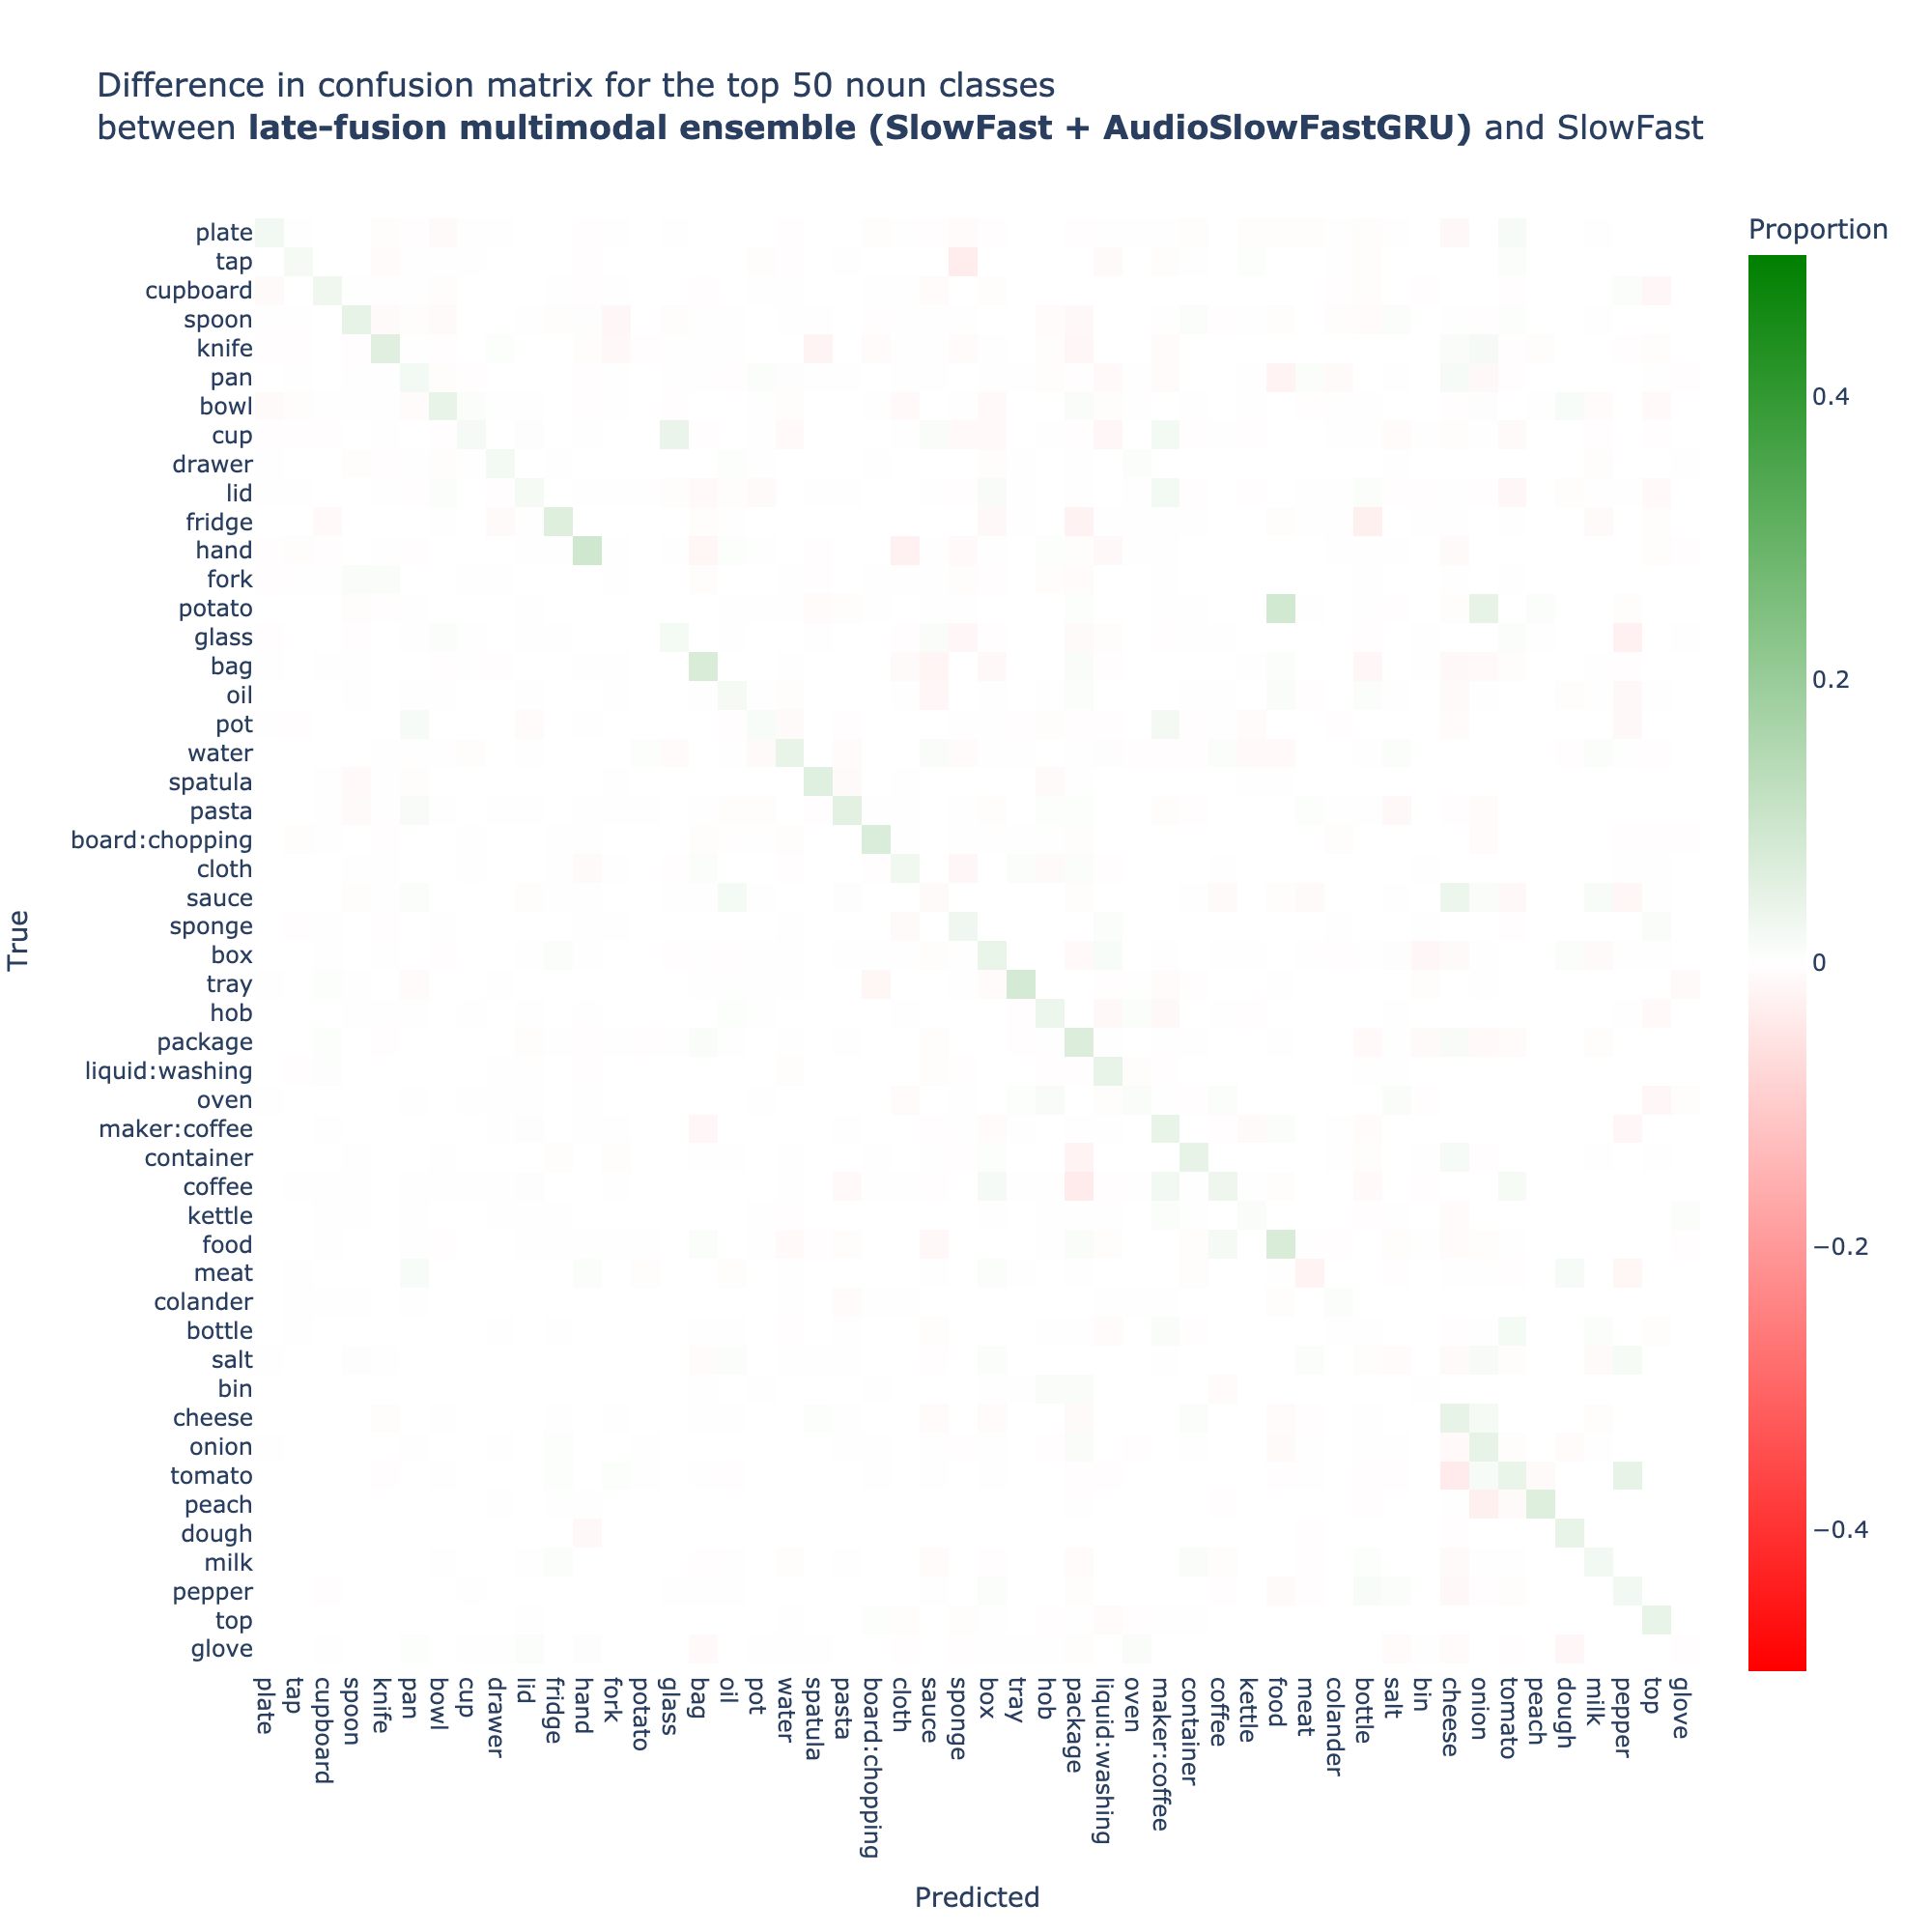 Difference in confusion matrix for the top 50 noun classes
between late-fusion multimodal ensemble (SlowFast + AudioSlowFastGRU) and SlowFast
Proportion
0.4
0.2
0
−0.2
−0.4
True
plate
tap
cupboard
spoon
knife
pan
bowl
cup
drawer
lid
fridge
hand
fork
potato
glass
bag
oil
pot
water
spatula
pasta
board:chopping
cloth
sauce
sponge
box
tray
hob
package
liquid:washing
oven
maker:coffee
container
coffee
kettle
food
meat
colander
bottle
salt
bin
cheese
onion
tomato
peach
dough
milk
pepper
top
glove
plate
tap
cupboard
spoon
knife
pan
bowl
cup
drawer
lid
fridge
hand
fork
potato
glass
bag
oil
pot
water
spatula
pasta
board:chopping
cloth
sauce
sponge
box
tray
hob
package
liquid:washing
oven
maker:coffee
container
coffee
kettle
food
meat
colander
bottle
salt
bin
cheese
onion
tomato
peach
dough
milk
pepper
top
glove
Predicted